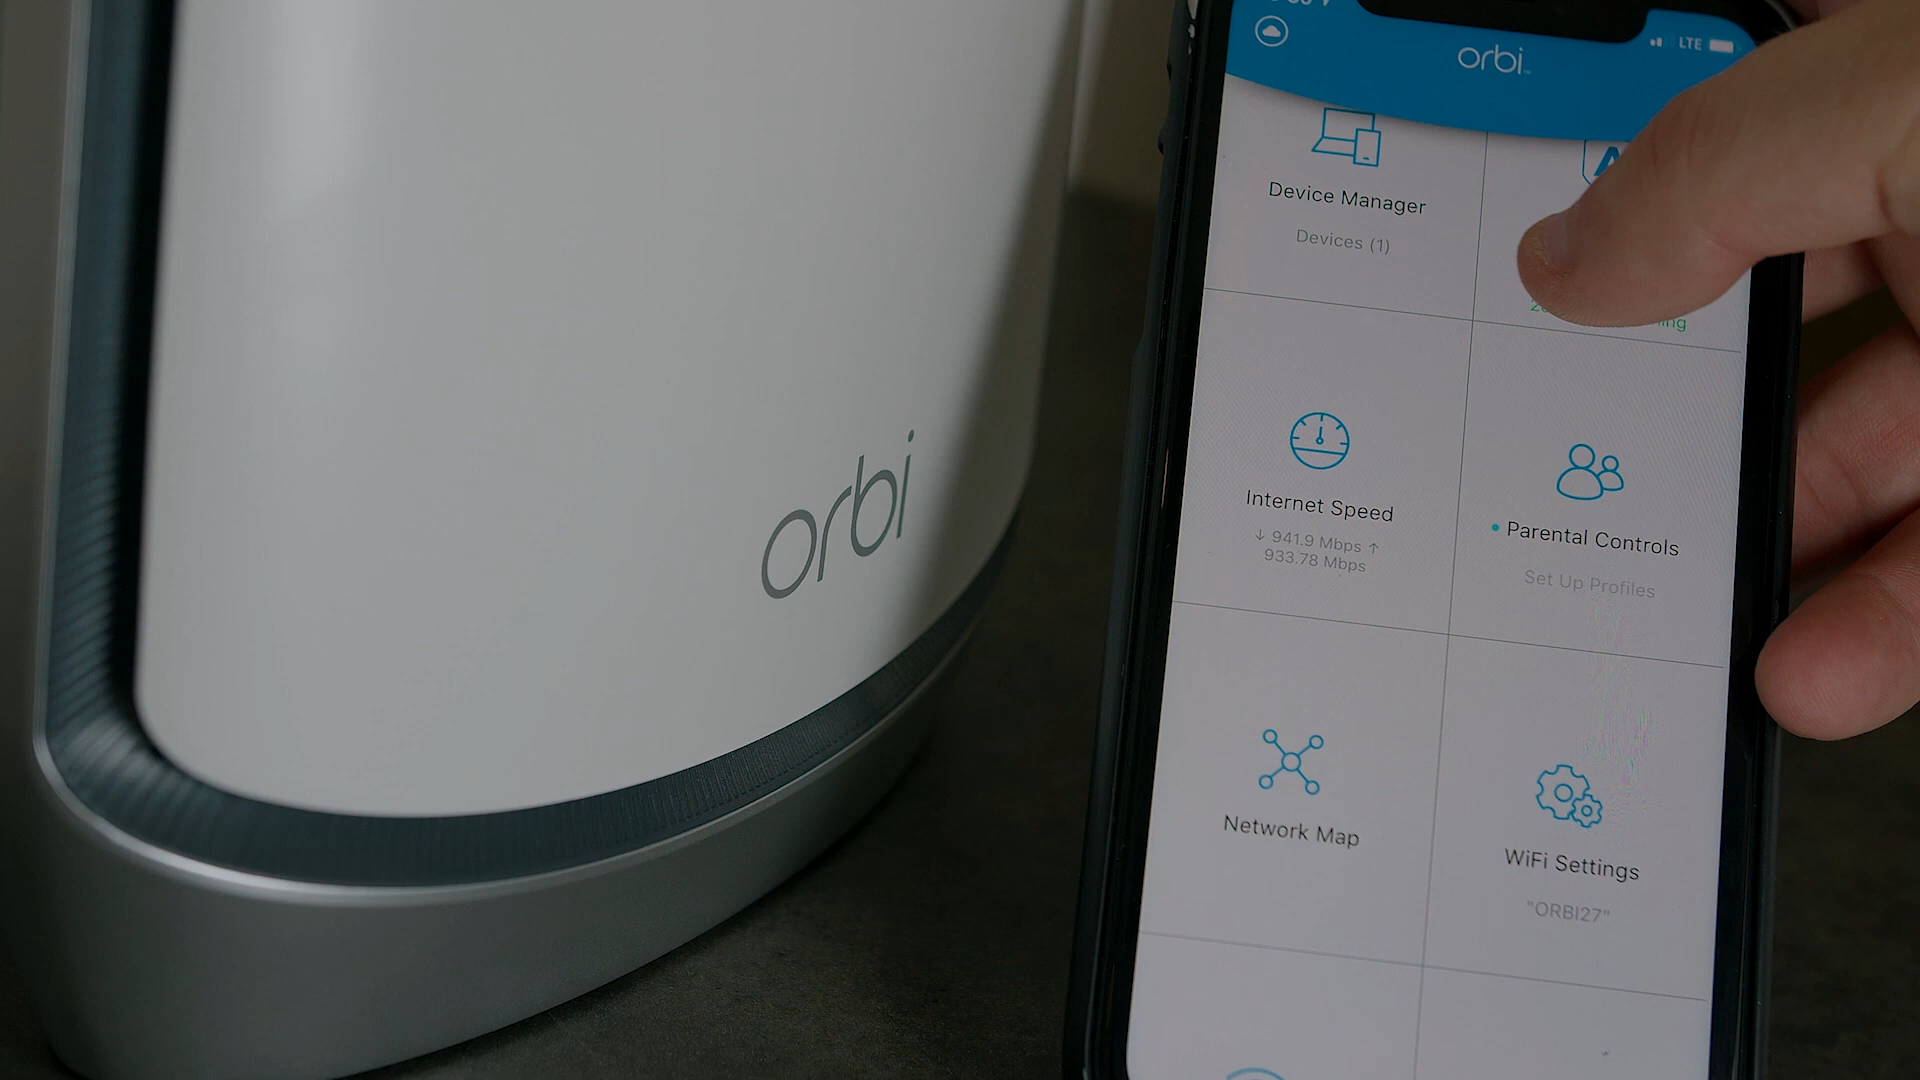 orbi
LTE
orbi
Device Manager
Devices (1)
Internet Speed
↓ 941.9 Mbps ↑
933.78 Mbps
Parental Controls
Set Up Profiles
Network Map
WiFi Settings
"ORBI27"